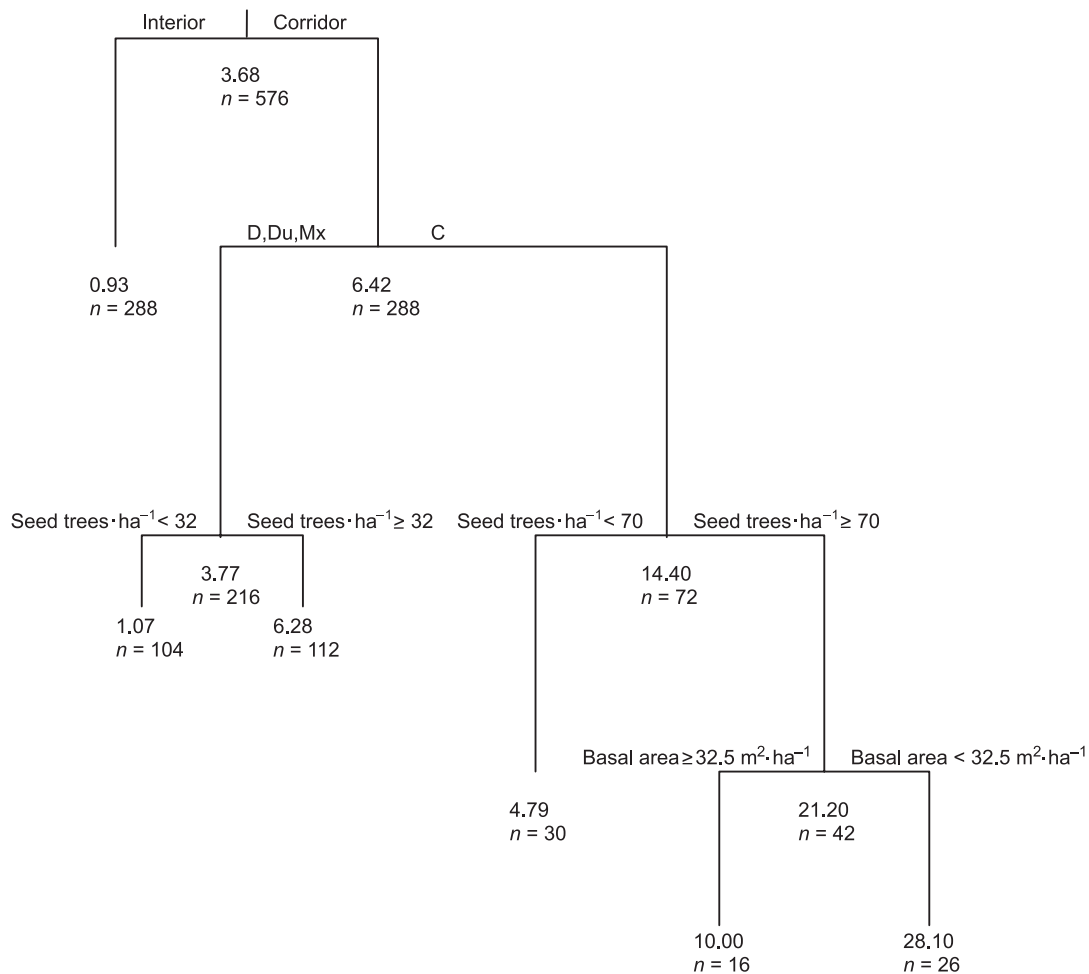 Interior Corridor
3.68
n = 576
D,Du,Mx C
0.93
n = 288
6.42
n = 288
Seed trees·ha⁻¹ < 32 Seed trees·ha⁻¹ ≥ 32 Seed trees·ha⁻¹ < 70 Seed trees·ha⁻¹ ≥ 70
3.77
n = 216
14.40
n = 72
1.07
n = 104
6.28
n = 112
Basal area ≥ 32.5 m²·ha⁻¹ Basal area < 32.5 m²·ha⁻¹
4.79
n = 30
21.20
n = 42
10.00
n = 16
28.10
n = 26